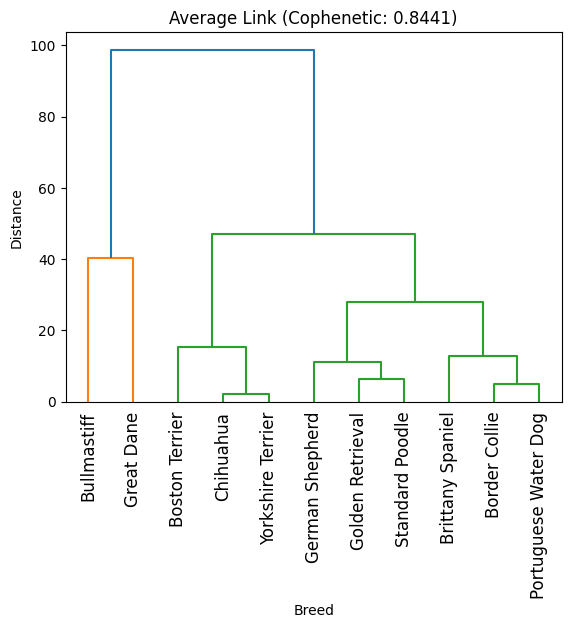 Average Link (Cophenetic: 0.8441)
100
80
60
40
20
0
Distance
Bullmastiff
Great Dane
Boston Terrier
Chihuahua
Yorkshire Terrier
German Shepherd
Golden Retrieval
Standard Poodle
Brittany Spaniel
Border Collie
Portuguese Water Dog
Breed